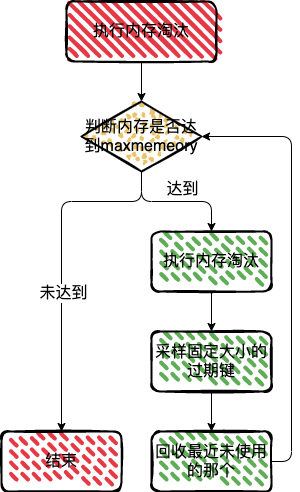 执行内存淘汰
判断内存是否达
到maxmemeory
达到
执行内存淘汰
未达到
采样固定大小的
过期键
结束
回收最近未使用
的那个